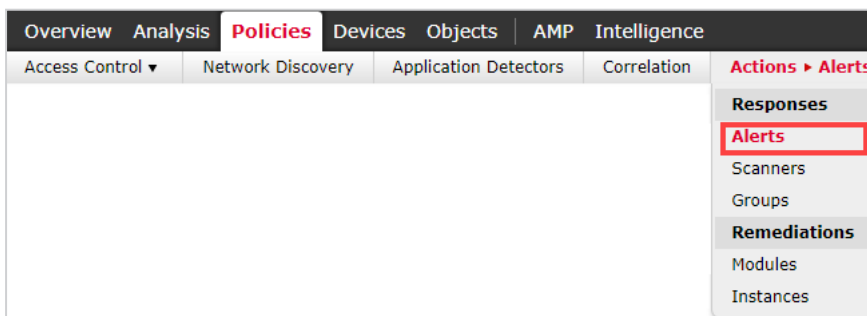 Overview Analysis Policies Devices Objects AMP Intelligence
Access Control ▾ Network Discovery Application Detectors Correlation Actions ▸ Alerts
Responses
Alerts
Scanners
Groups
Remediations
Modules
Instances